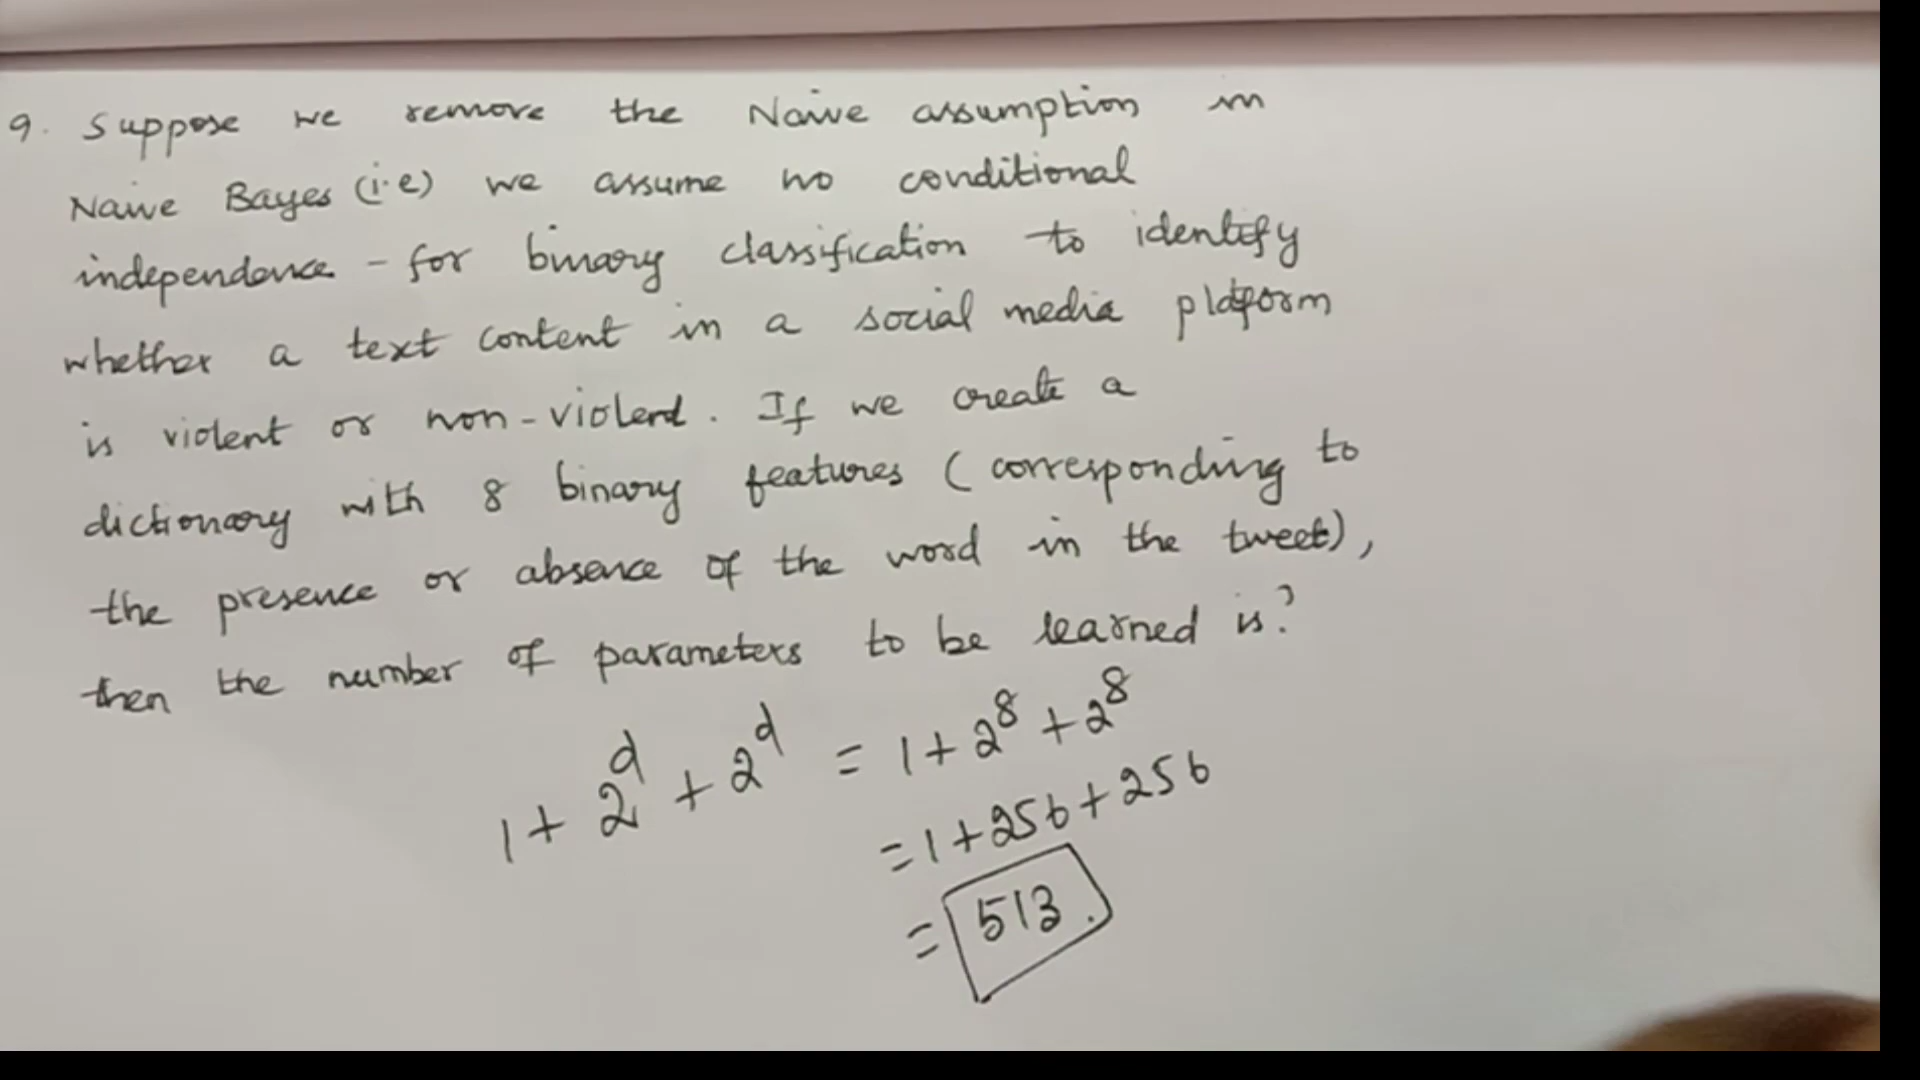 9. Suppose we remove the Naive assumption in
Naive Bayes (i.e) we assume no conditional
independence - for binary classification to identify
whether a text content in a social media platform
is violent or non-violent. If we create a
dictionary with 8 binary features (corresponding to
the presence or absence of the word in the tweet),
then the number of parameters to be learned is?
1 + 2^d + 2^d = 1 + 2^8 + 2^8
= 1 + 256 + 256
= 513.